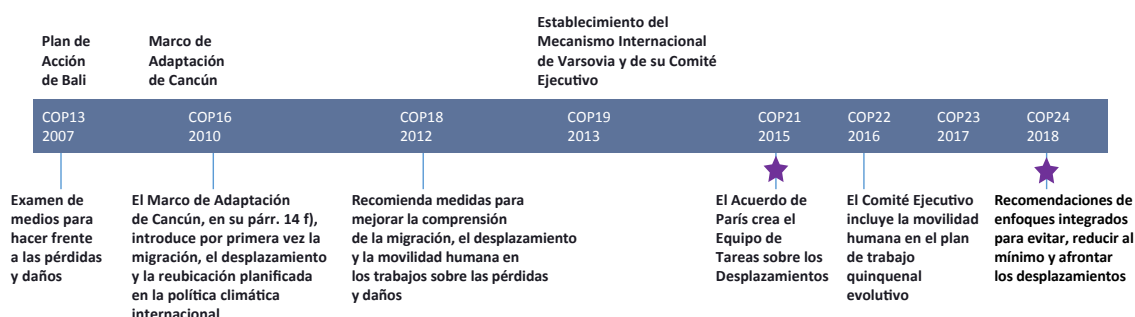 Plan de
Acción
de Bali
Marco de
Adaptación
de Cancún
Establecimiento del
Mecanismo Internacional
de Varsovia y de su Comité
Ejecutivo
COP13
2007
COP16
2010
COP18
2012
COP19
2013
COP21
2015
COP22
2016
COP23
2017
COP24
2018
Examen de
medios para
hacer frente
a las pérdidas
y daños
El Marco de Adaptación
de Cancún, en su párr. 14 f),
introduce por primera vez la
migración, el desplazamiento
y la reubicación planificada
en la política climática
internacional
Recomienda medidas para
mejorar la comprensión
de la migración, el desplazamiento
y la movilidad humana en
los trabajos sobre las pérdidas
y daños
El Acuerdo de
París crea el
Equipo de
Tareas sobre los
Desplazamientos
El Comité Ejecutivo
incluye la movilidad
humana en el plan
de trabajo
quinquenal
evolutivo
Recomendaciones de
enfoques integrados
para evitar, reducir al
mínimo y afrontar
los desplazamientos